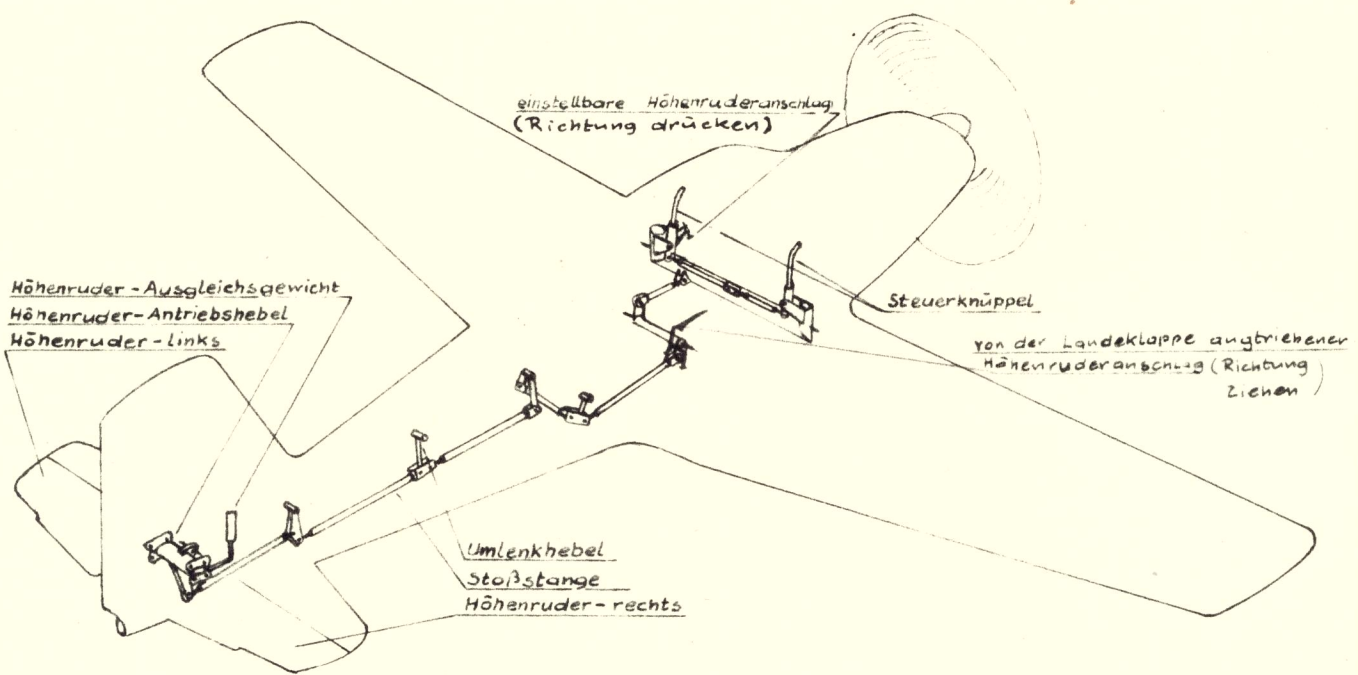 einstellbare Höhenruderanschlag
(Richtung drücken)
Höhenruder-Ausgleichsgewicht
Höhenruder-Antriebshebel
Höhenruder-links
Steuerknüppel
von der Landeklappe angtriebener
Höhenruderanschlag (Richtung
Ziehen)
Umlenkhebel
Stoßstange
Höhenruder-rechts